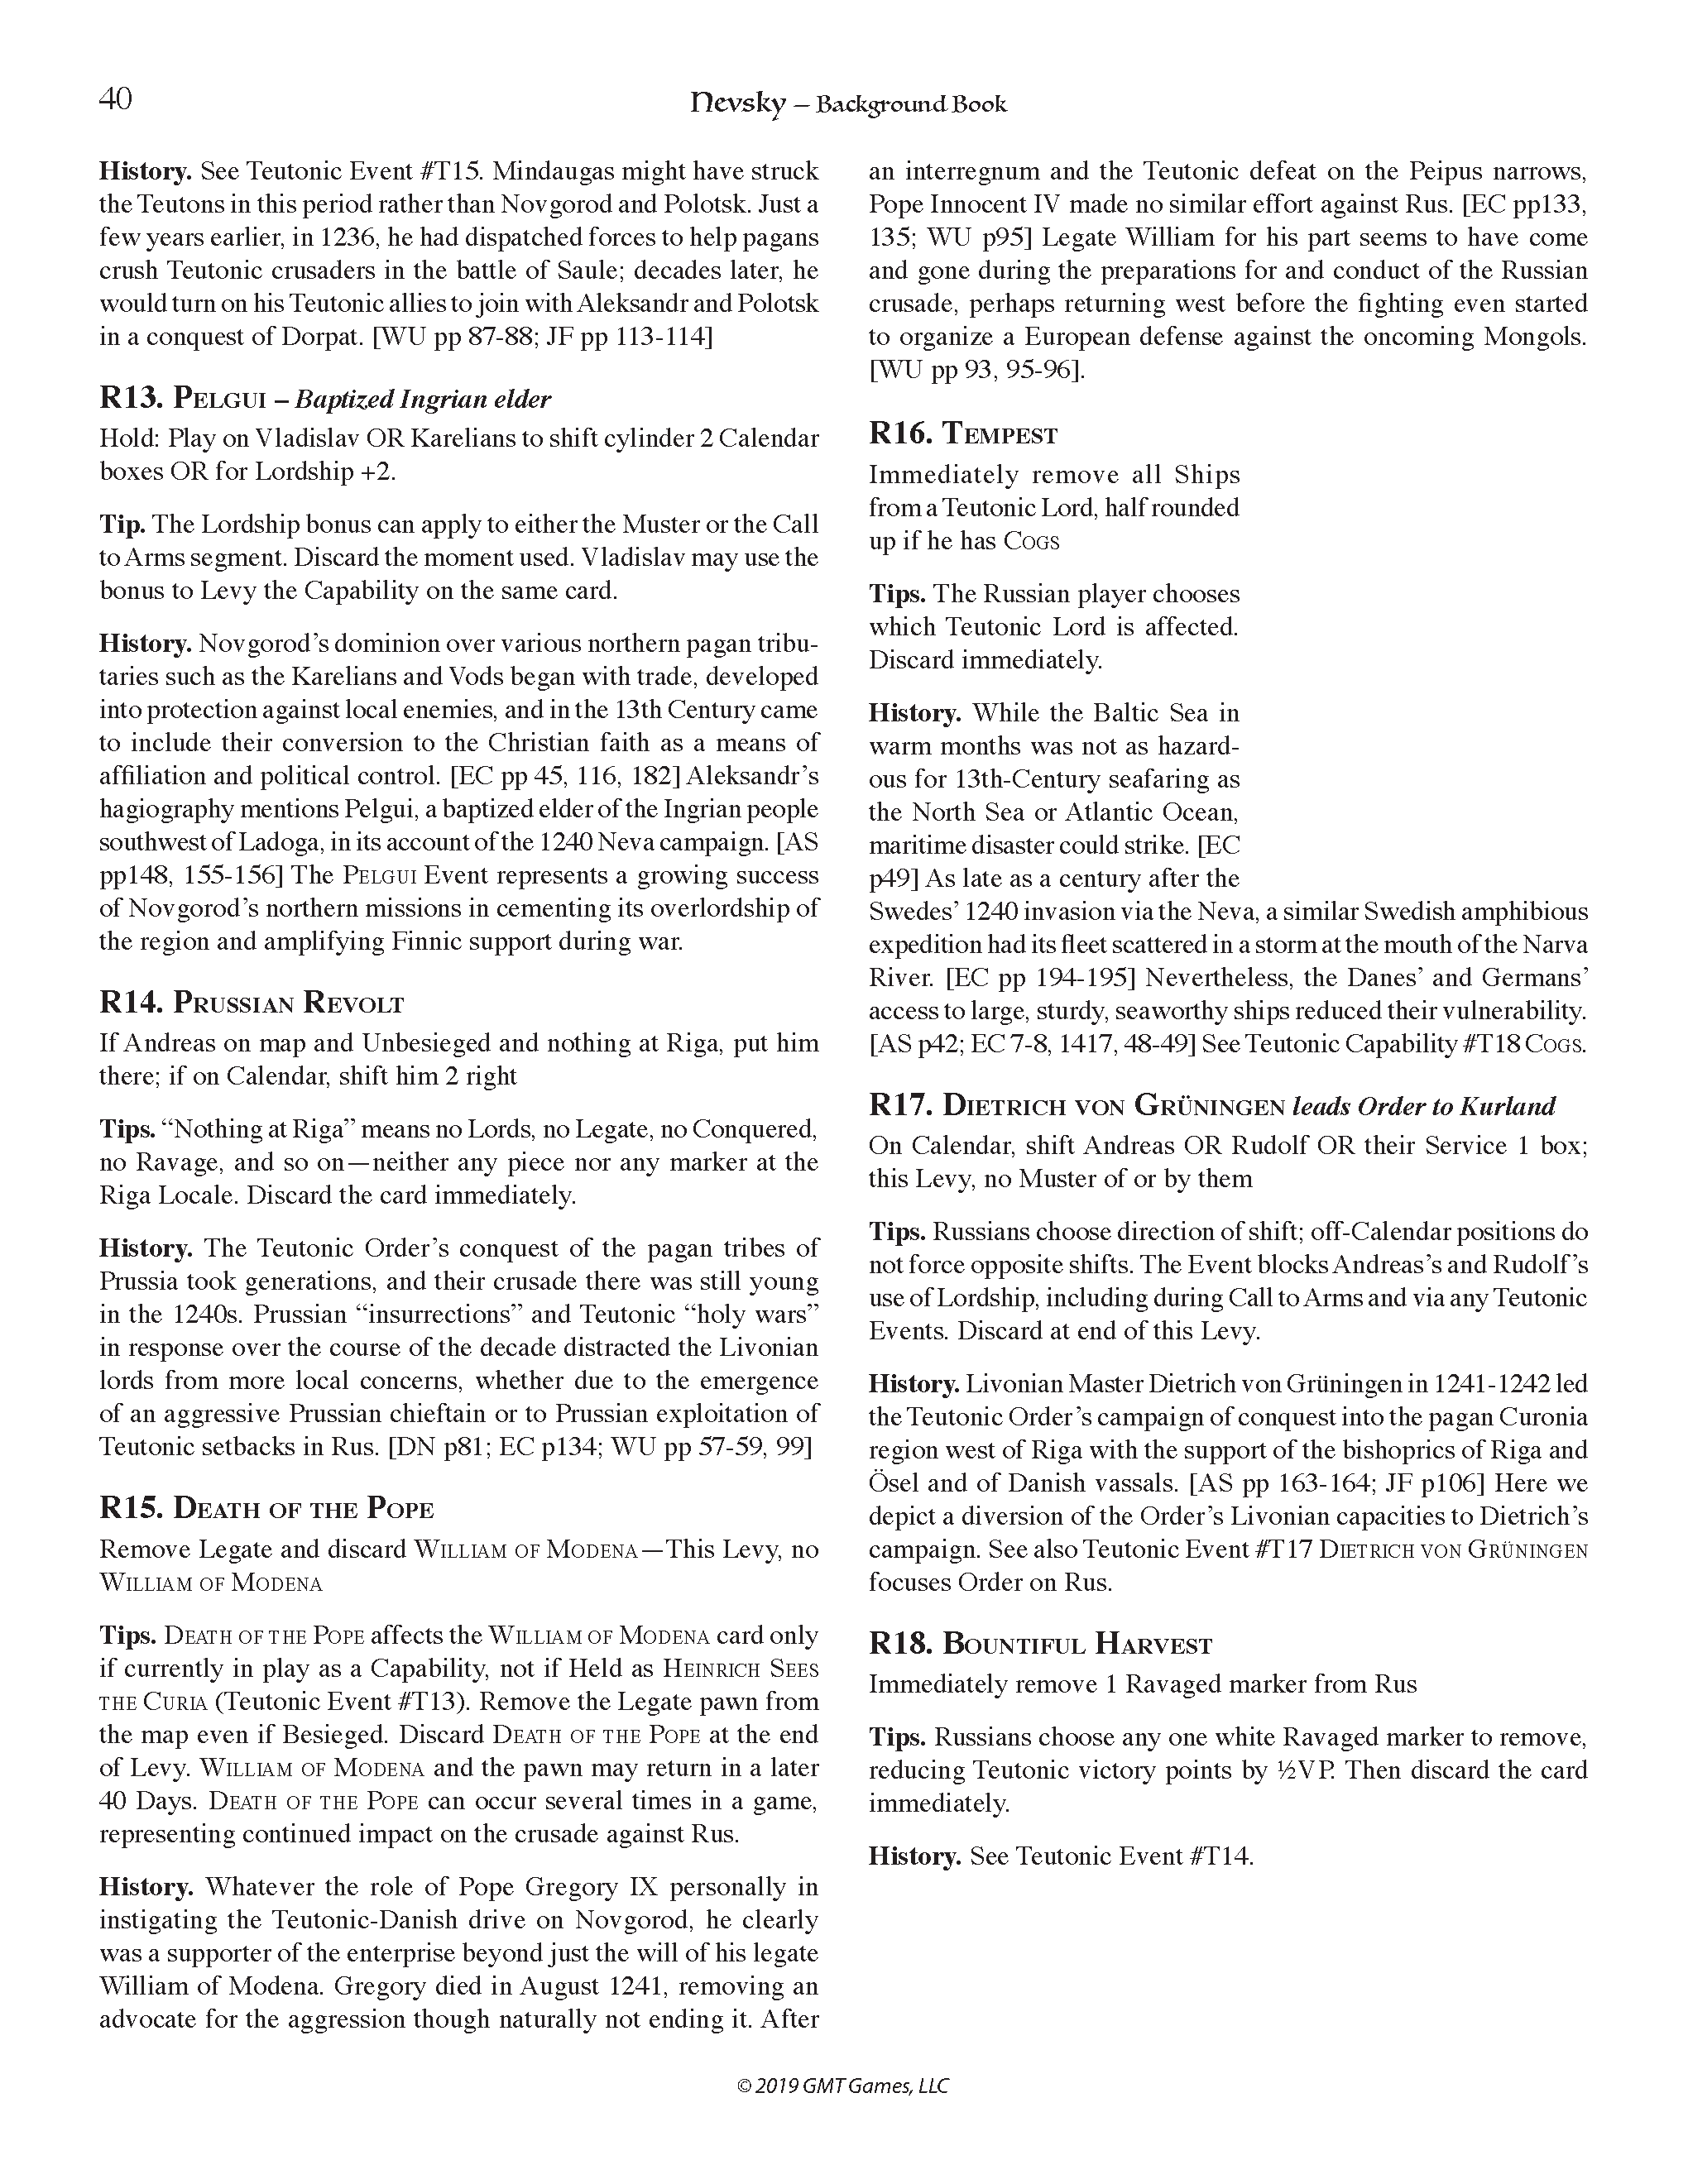 40
Nevsky – Background Book
History. See Teutonic Event #T15. Mindaugas might have struck
the Teutons in this period rather than Novgorod and Polotsk. Just a
few years earlier, in 1236, he had dispatched forces to help pagans
crush Teutonic crusaders in the battle of Saule; decades later, he
would turn on his Teutonic allies to join with Aleksandr and Polotsk
in a conquest of Dorpat. [WU pp 87-88; JF pp 113-114]
R13. Pelgui – Baptized Ingrian elder
Hold: Play on Vladislav OR Karelians to shift cylinder 2 Calendar
boxes OR for Lordship +2.
Tip. The Lordship bonus can apply to either the Muster or the Call
to Arms segment. Discard the moment used. Vladislav may use the
bonus to Levy the Capability on the same card.
History. Novgorod’s dominion over various northern pagan tribu-
taries such as the Karelians and Vods began with trade, developed
into protection against local enemies, and in the 13th Century came
to include their conversion to the Christian faith as a means of
affiliation and political control. [EC pp 45, 116, 182] Aleksandr’s
hagiography mentions Pelgui, a baptized elder of the Ingrian people
southwest of Ladoga, in its account of the 1240 Neva campaign. [AS
pp148, 155-156] The Pelgui Event represents a growing success
of Novgorod’s northern missions in cementing its overlordship of
the region and amplifying Finnic support during war.
R14. Prussian Revolt
If Andreas on map and Unbesieged and nothing at Riga, put him
there; if on Calendar, shift him 2 right
Tips. “Nothing at Riga” means no Lords, no Legate, no Conquered,
no Ravage, and so on—neither any piece nor any marker at the
Riga Locale. Discard the card immediately.
History. The Teutonic Order’s conquest of the pagan tribes of
Prussia took generations, and their crusade there was still young
in the 1240s. Prussian “insurrections” and Teutonic “holy wars”
in response over the course of the decade distracted the Livonian
lords from more local concerns, whether due to the emergence
of an aggressive Prussian chieftain or to Prussian exploitation of
Teutonic setbacks in Rus. [DN p81; EC p134; WU pp 57-59, 99]
R15. Death of the Pope
Remove Legate and discard William of Modena—This Levy, no
William of Modena
Tips. Death of the Pope affects the William of Modena card only
if currently in play as a Capability, not if Held as Heinrich Sees
the Curia (Teutonic Event #T13). Remove the Legate pawn from
the map even if Besieged. Discard Death of the Pope at the end
of Levy. William of Modena and the pawn may return in a later
40 Days. Death of the Pope can occur several times in a game,
representing continued impact on the crusade against Rus.
History. Whatever the role of Pope Gregory IX personally in
instigating the Teutonic-Danish drive on Novgorod, he clearly
was a supporter of the enterprise beyond just the will of his legate
William of Modena. Gregory died in August 1241, removing an
advocate for the aggression though naturally not ending it. After
an interregnum and the Teutonic defeat on the Peipus narrows,
Pope Innocent IV made no similar effort against Rus. [EC pp133,
135; WU p95] Legate William for his part seems to have come
and gone during the preparations for and conduct of the Russian
crusade, perhaps returning west before the fighting even started
to organize a European defense against the oncoming Mongols.
[WU pp 93, 95-96].
R16. Tempest
Immediately remove all Ships
from a Teutonic Lord, half rounded
up if he has Cogs
Tips. The Russian player chooses
which Teutonic Lord is affected.
Discard immediately.
History. While the Baltic Sea in
warm months was not as hazard-
ous for 13th-Century seafaring as
the North Sea or Atlantic Ocean,
maritime disaster could strike. [EC
p49] As late as a century after the
Swedes’ 1240 invasion via the Neva, a similar Swedish amphibious
expedition had its fleet scattered in a storm at the mouth of the Narva
River. [EC pp 194-195] Nevertheless, the Danes’ and Germans’
access to large, sturdy, seaworthy ships reduced their vulnerability.
[AS p42; EC 7-8, 1417, 48-49] See Teutonic Capability #T18 Cogs.
R17. Dietrich von Grüningen leads Order to Kurland
On Calendar, shift Andreas OR Rudolf OR their Service 1 box;
this Levy, no Muster of or by them
Tips. Russians choose direction of shift; off-Calendar positions do
not force opposite shifts. The Event blocks Andreas’s and Rudolf’s
use of Lordship, including during Call to Arms and via any Teutonic
Events. Discard at end of this Levy.
History. Livonian Master Dietrich von Grüningen in 1241-1242 led
the Teutonic Order’s campaign of conquest into the pagan Curonia
region west of Riga with the support of the bishoprics of Riga and
Ösel and of Danish vassals. [AS pp 163-164; JF p106] Here we
depict a diversion of the Order’s Livonian capacities to Dietrich’s
campaign. See also Teutonic Event #T17 Dietrich von Grüningen
focuses Order on Rus.
R18. Bountiful Harvest
Immediately remove 1 Ravaged marker from Rus
Tips. Russians choose any one white Ravaged marker to remove,
reducing Teutonic victory points by ½VP. Then discard the card
immediately.
History. See Teutonic Event #T14.
© 2019 GMT Games, LLC